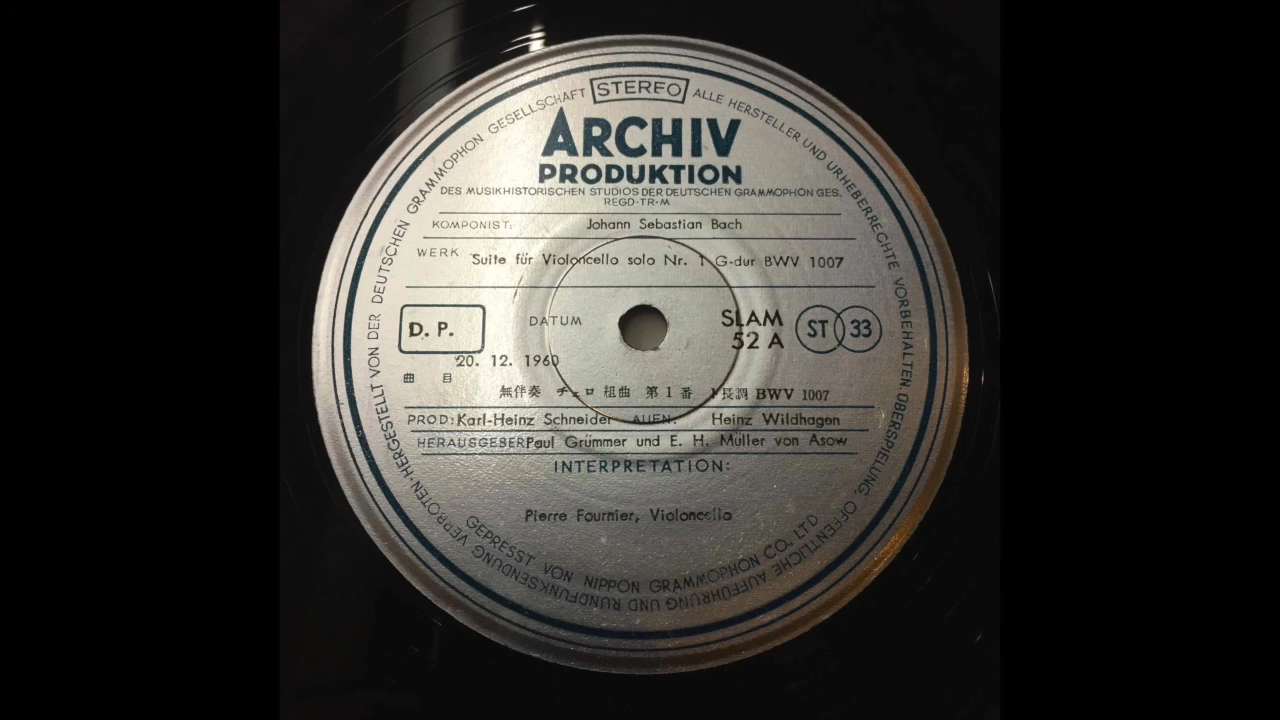 STEREO
ARCHIV
PRODUKTION
DES MUSIKHISTORISCHEN STUDIOS DER DEUTSCHEN GRAMMOPHON GES.
REGD·TR·M
KOMPONIST: Johann Sebastian Bach
WERK Suite für Violoncello solo Nr. 1 G-dur BWV 1007
D. P. DATUM SLAM 52 A ST 33
20. 12. 1960
曲 目 無伴奏 チェロ 組曲 第1番 ト長調 BWV 1007
PROD: Karl-Heinz Schneider AUFN. Heinz Wildhagen
HERAUSGEBER: Paul Grümmer und E. H. Müller von Asow
INTERPRETATION:
Pierre Fournier, Violoncello
GEPRESST VON NIPPON GRAMMOPHON CO., LTD
HERGESTELLT VON DER DEUTSCHEN GRAMMOPHON GESELLSCHAFT
ALLE HERSTELLER UND URHEBERRECHTE VORBEHALTEN. ÜBERSPIELUNG, ÖFFENTLICHE AUFFÜHRUNG UND RUNDFUNKSENDUNG VERBOTEN·